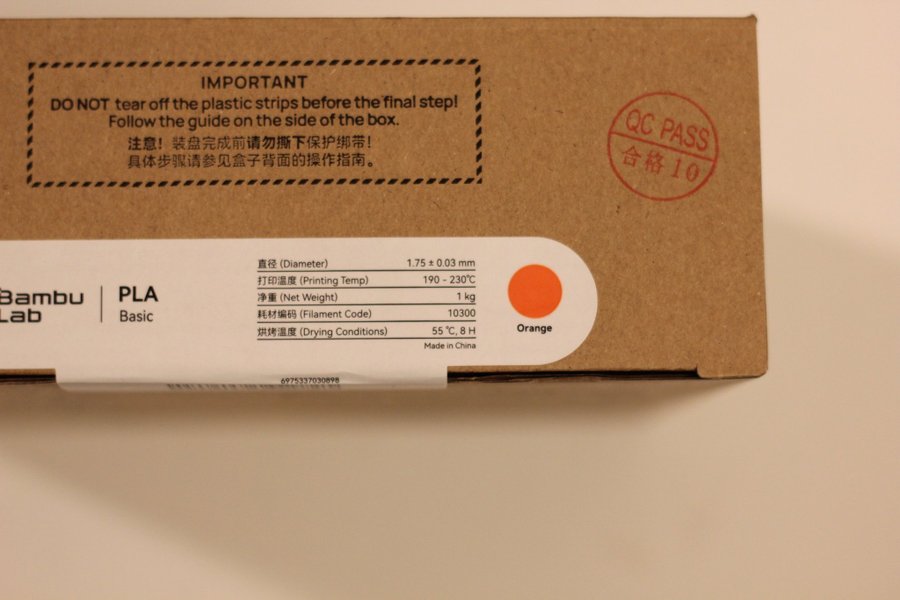 IMPORTANT
DO NOT tear off the plastic strips before the final step!
Follow the guide on the side of the box.
注意！装盘完成前请勿撕下保护绑带！
具体步骤请参见盒子背面的操作指南。
QC PASS
合格 10
Bambu
Lab
PLA
Basic
直径 (Diameter) 1.75 ± 0.03 mm
打印温度 (Printing Temp) 190 - 230℃
净重 (Net Weight) 1 kg
耗材编码 (Filament Code) 10300
烘烤温度 (Drying Conditions) 55 ℃, 8 H
Made in China
Orange
6975337030898